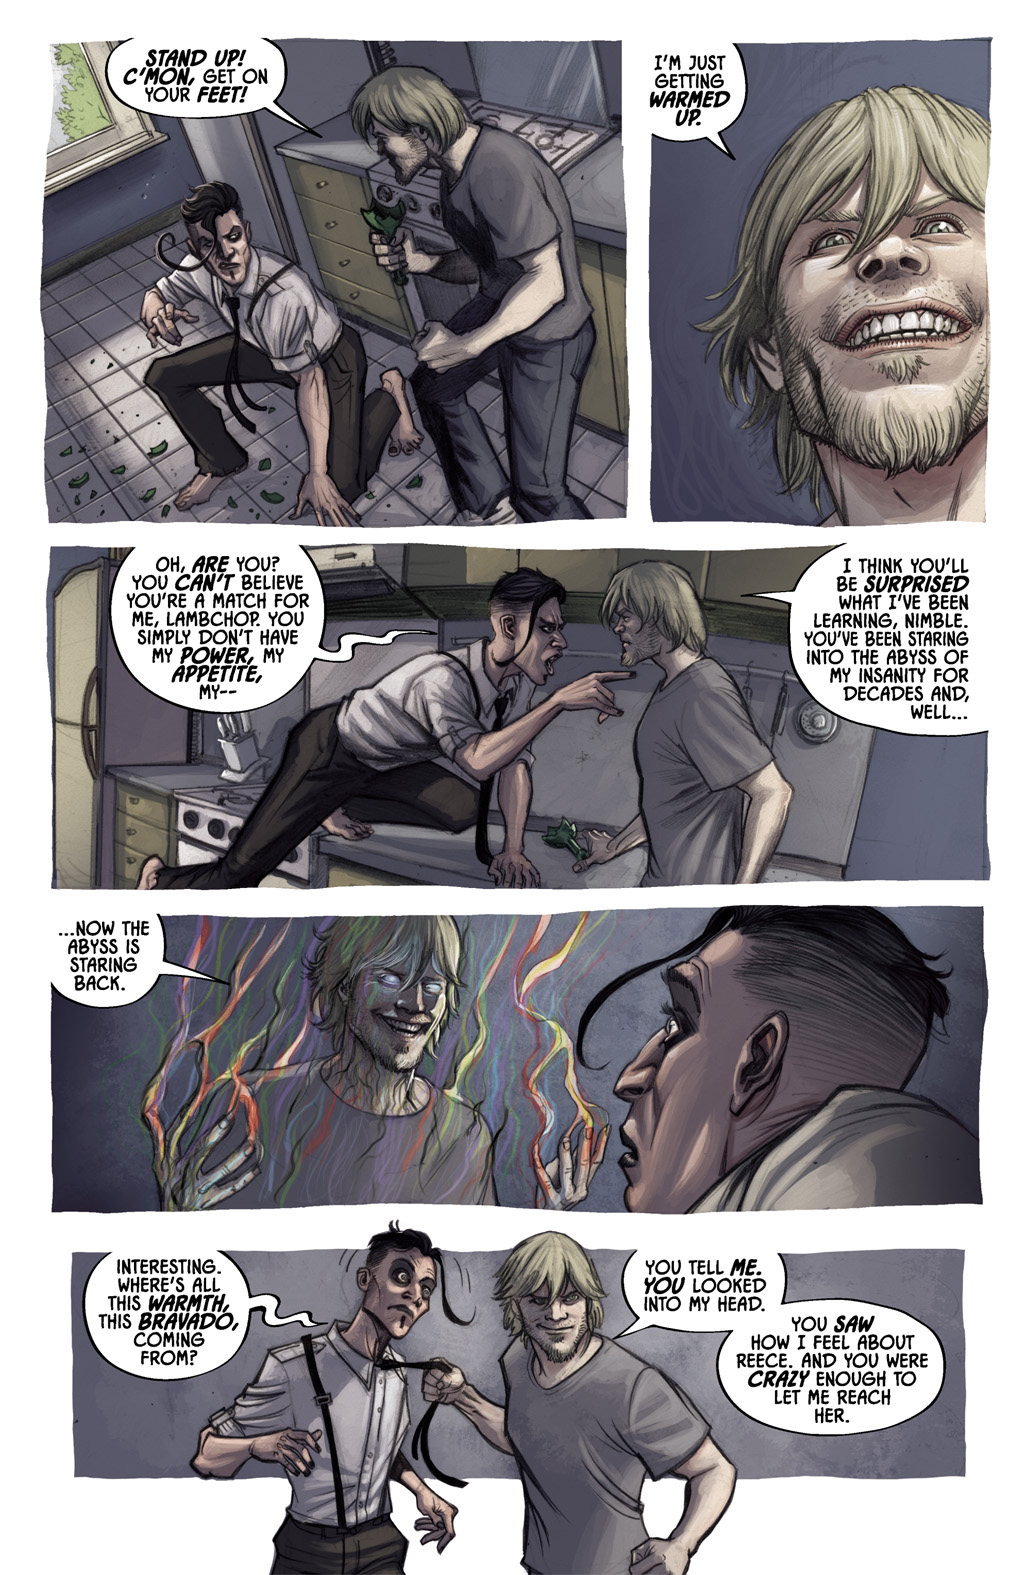 STAND UP!
C'MON, GET ON
YOUR FEET!
I'M JUST
GETTING
WARMED
UP.
OH, ARE YOU?
YOU CAN'T BELIEVE
YOU'RE A MATCH FOR
ME, LAMBCHOP. YOU
SIMPLY DON'T HAVE
MY POWER, MY
APPETITE,
MY--
I THINK YOU'LL
BE SURPRISED
WHAT I'VE BEEN
LEARNING, NIMBLE.
YOU'VE BEEN STARING
INTO THE ABYSS OF
MY INSANITY FOR
DECADES AND,
WELL...
...NOW THE
ABYSS IS
STARING
BACK.
INTERESTING.
WHERE'S ALL
THIS WARMTH,
THIS BRAVADO,
COMING
FROM?
YOU TELL ME.
YOU LOOKED
INTO MY HEAD.
YOU SAW
HOW I FEEL ABOUT
REECE. AND YOU WERE
CRAZY ENOUGH TO
LET ME REACH
HER.